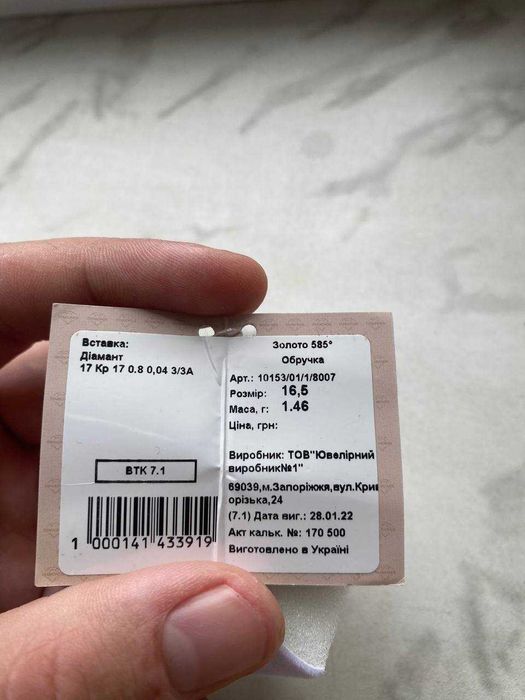 Вставка:
Діамант
17 Кр 17 0.8 0,04 3/3А
ВТК 7.1
1 000141 433919
Золото 585°
Обручка
Арт.: 10153/01/1/8007
Розмір: 16,5
Маса, г: 1.46
Ціна, грн:
Виробник: ТОВ"Ювелірний
виробник№1"
69039,м.Запоріжжя,вул.Крив
орізька,24
(7.1) Дата виг.: 28.01.22
Акт кальк. №: 170 500
Виготовлено в Україні